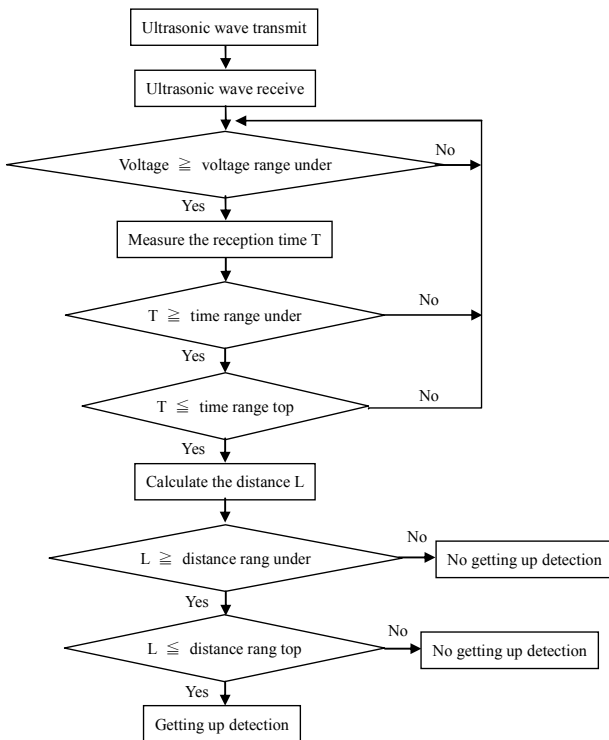 Ultrasonic wave transmit
Ultrasonic wave receive
Voltage ≧ voltage range under
No
Yes
Measure the reception time T
T ≧ time range under
No
Yes
T ≦ time range top
No
Yes
Calculate the distance L
L ≧ distance rang under
No
No getting up detection
Yes
L ≦ distance rang top
No
No getting up detection
Yes
Getting up detection